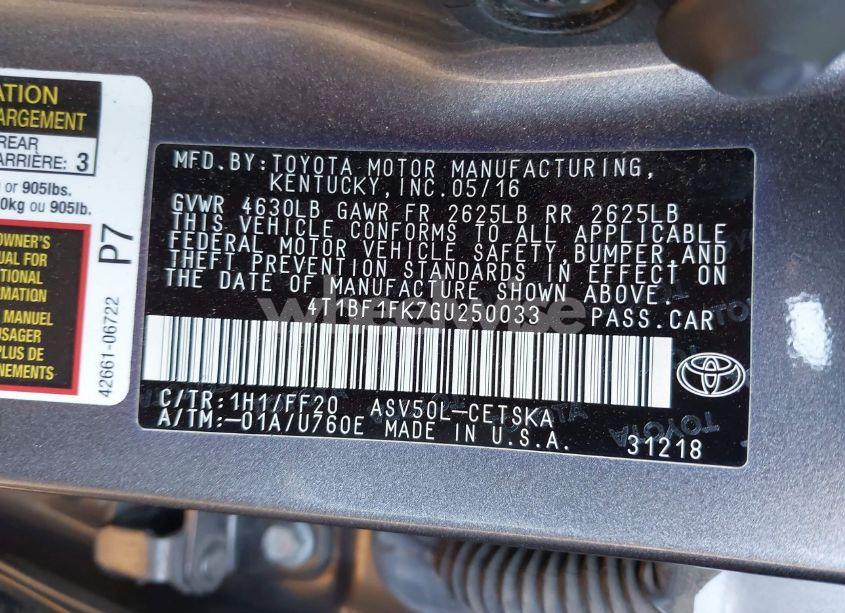 ATION
ARGEMENT
REAR
ARRIÈRE: 3
g or 905lbs.
0kg ou 905lb.
OWNER'S
UAL FOR
TIONAL
RMATION
MANUEL
USAGER
PLUS DE
NEMENTS
P7
42661-06722
MFD.BY:TOYOTA MOTOR MANUFACTURING,
KENTUCKY,INC.05/16
GVWR 4630LB GAWR FR 2625LB RR 2625LB
THIS VEHICLE CONFORMS TO ALL APPLICABLE
FEDERAL MOTOR VEHICLE SAFETY,BUMPER,AND
THEFT PREVENTION STANDARDS IN EFFECT ON
THE DATE OF MANUFACTURE SHOWN ABOVE.
4T1BF1FK7GU250033 PASS.CAR
C/TR:1H1/FF20 ASV50L-CETSKA
A/TM:-01A/U760E MADE IN U.S.A. 31218
TOYOTA